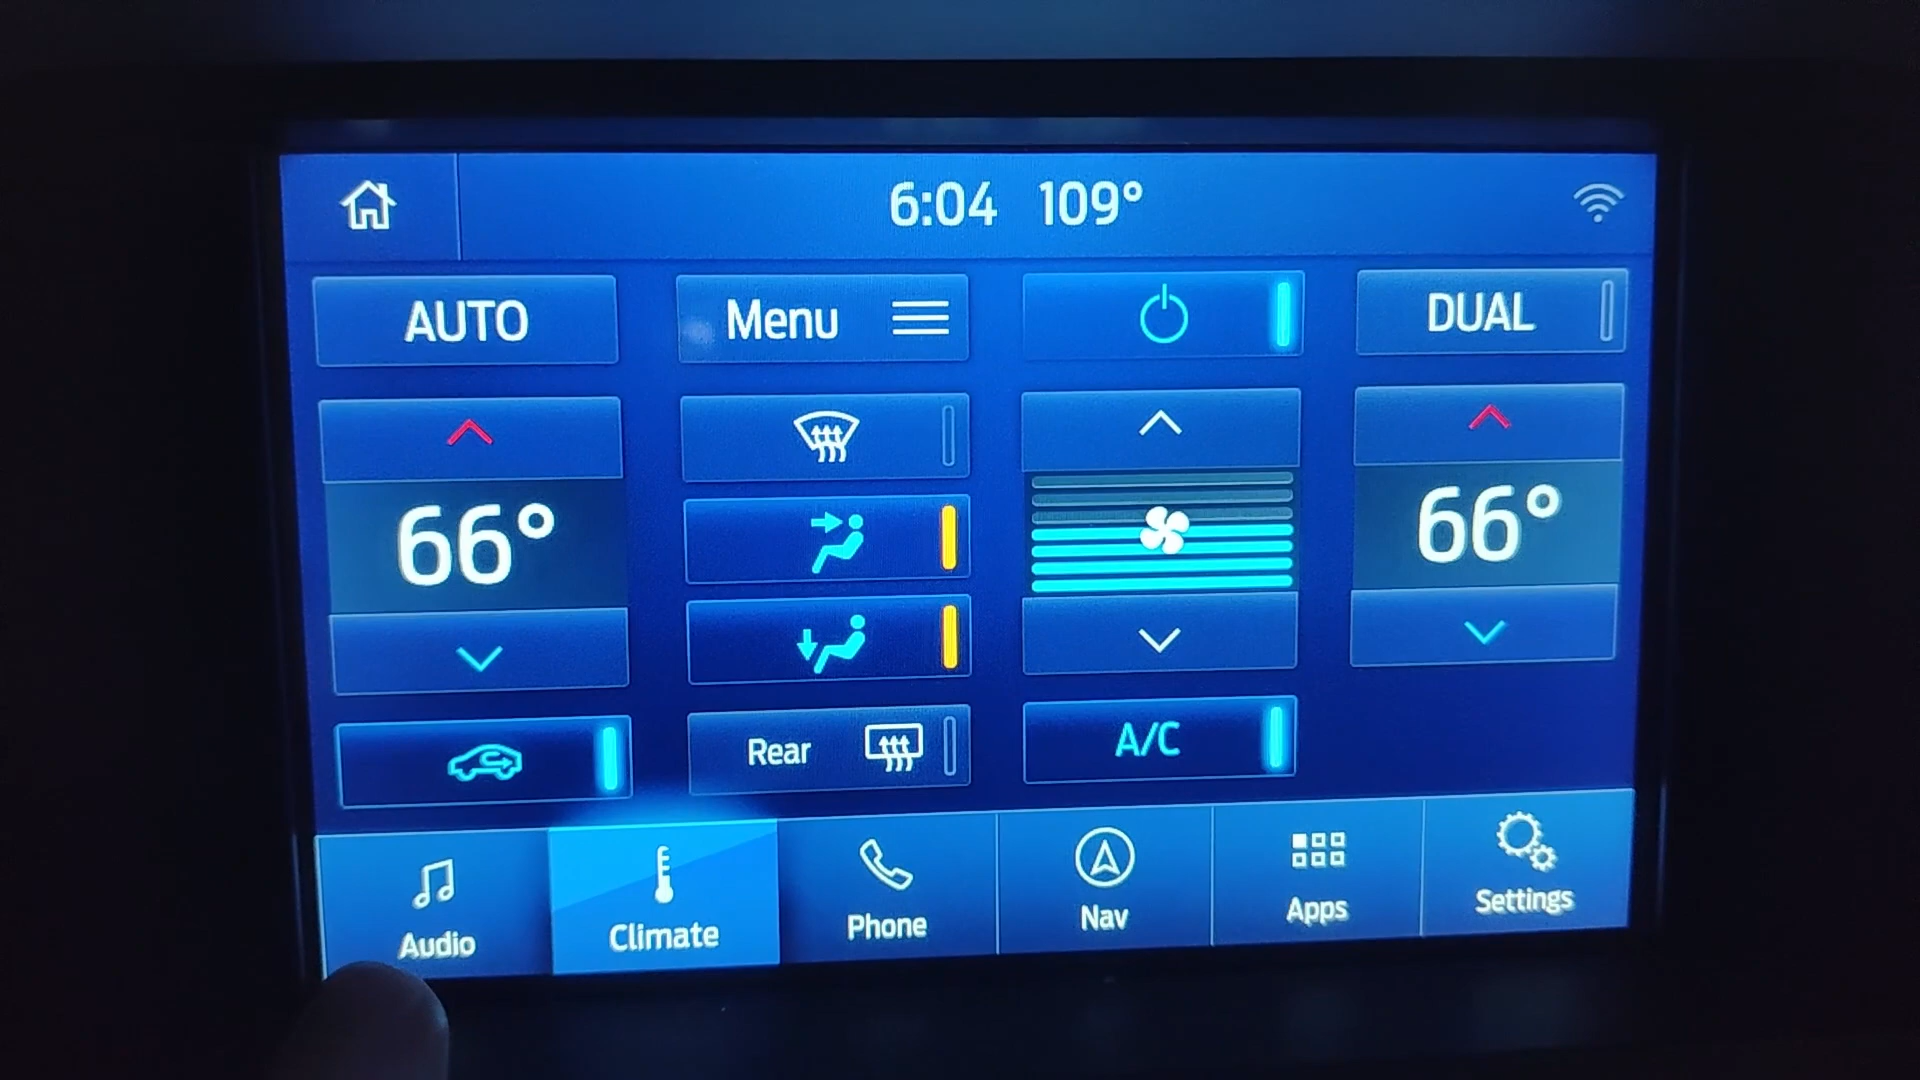 6:04 109°
AUTO
Menu
DUAL
66°
66°
Rear
A/C
Audio
Climate
Phone
Nav
Apps
Settings